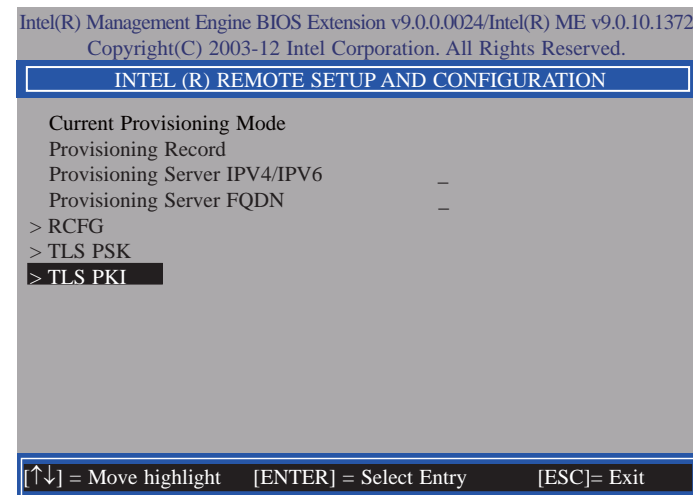 Intel(R) Management Engine BIOS Extension v9.0.0.0024/Intel(R) ME v9.0.10.1372
Copyright(C) 2003-12 Intel Corporation. All Rights Reserved.
INTEL (R) REMOTE SETUP AND CONFIGURATION
Current Provisioning Mode
Provisioning Record
Provisioning Server IPV4/IPV6 _
Provisioning Server FQDN _
> RCFG
> TLS PSK
> TLS PKI
[↑↓] = Move highlight [ENTER] = Select Entry [ESC]= Exit